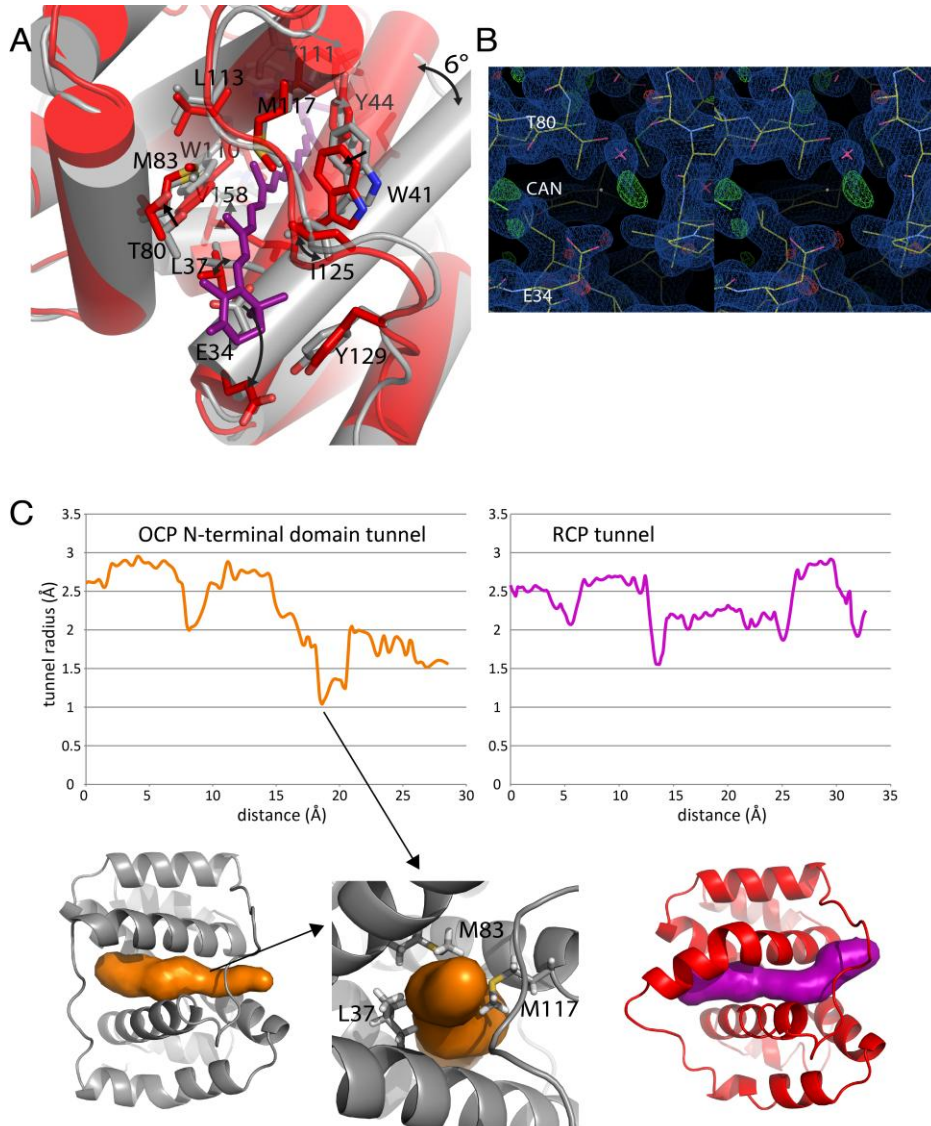 A
B
6°
Y111
L113
M117
Y44
W110
M83
V158
W41
T80
L37
I125
E34
Y129
T80
CAN
E34
C
OCP N-terminal domain tunnel
RCP tunnel
tunnel radius (Å)
3.5
3
2.5
2
1.5
1
0.5
0
0 5 10 15 20 25 30
distance (Å)
3.5
3
2.5
2
1.5
1
0.5
0
0 5 10 15 20 25 30 35
distance (Å)
M83
L37
M117